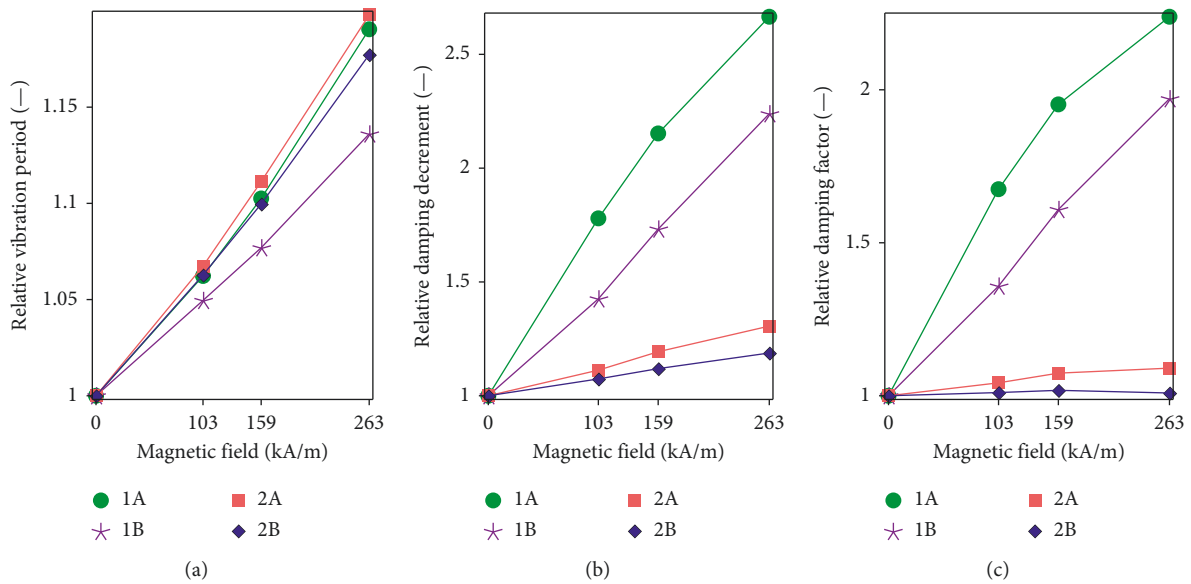 Relative vibration period (—)
1.15
1.1
1.05
1
0 103 159 263
Magnetic field (kA/m)
1A 2A
1B 2B
(a)
Relative damping decrement (—)
2.5
2
1.5
1
0 103 159 263
Magnetic field (kA/m)
1A 2A
1B 2B
(b)
Relative damping factor (—)
2
1.5
1
0 103 159 263
Magnetic field (kA/m)
1A 2A
1B 2B
(c)